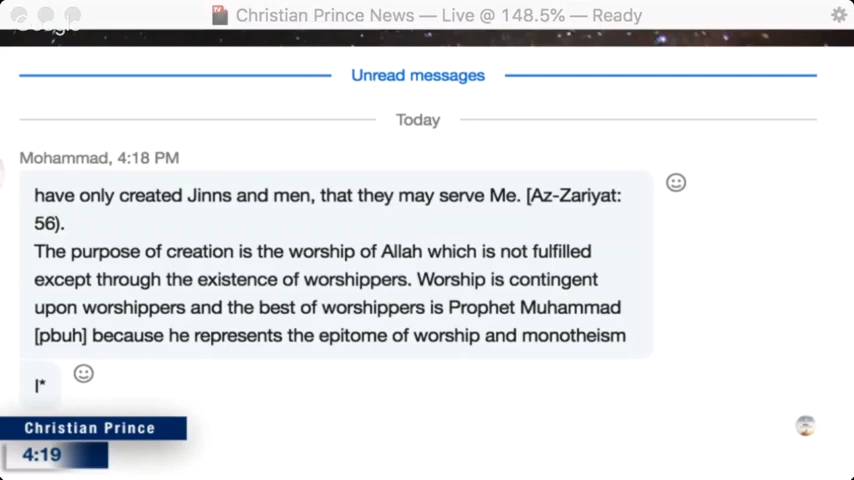 Christian Prince News — Live @ 148.5% — Ready
Google
Unread messages
Today
Mohammad, 4:18 PM
have only created Jinns and men, that they may serve Me. [Az-Zariyat:
56).
The purpose of creation is the worship of Allah which is not fulfilled
except through the existence of worshippers. Worship is contingent
upon worshippers and the best of worshippers is Prophet Muhammad
[pbuh] because he represents the epitome of worship and monotheism
I*
Christian Prince
4:19